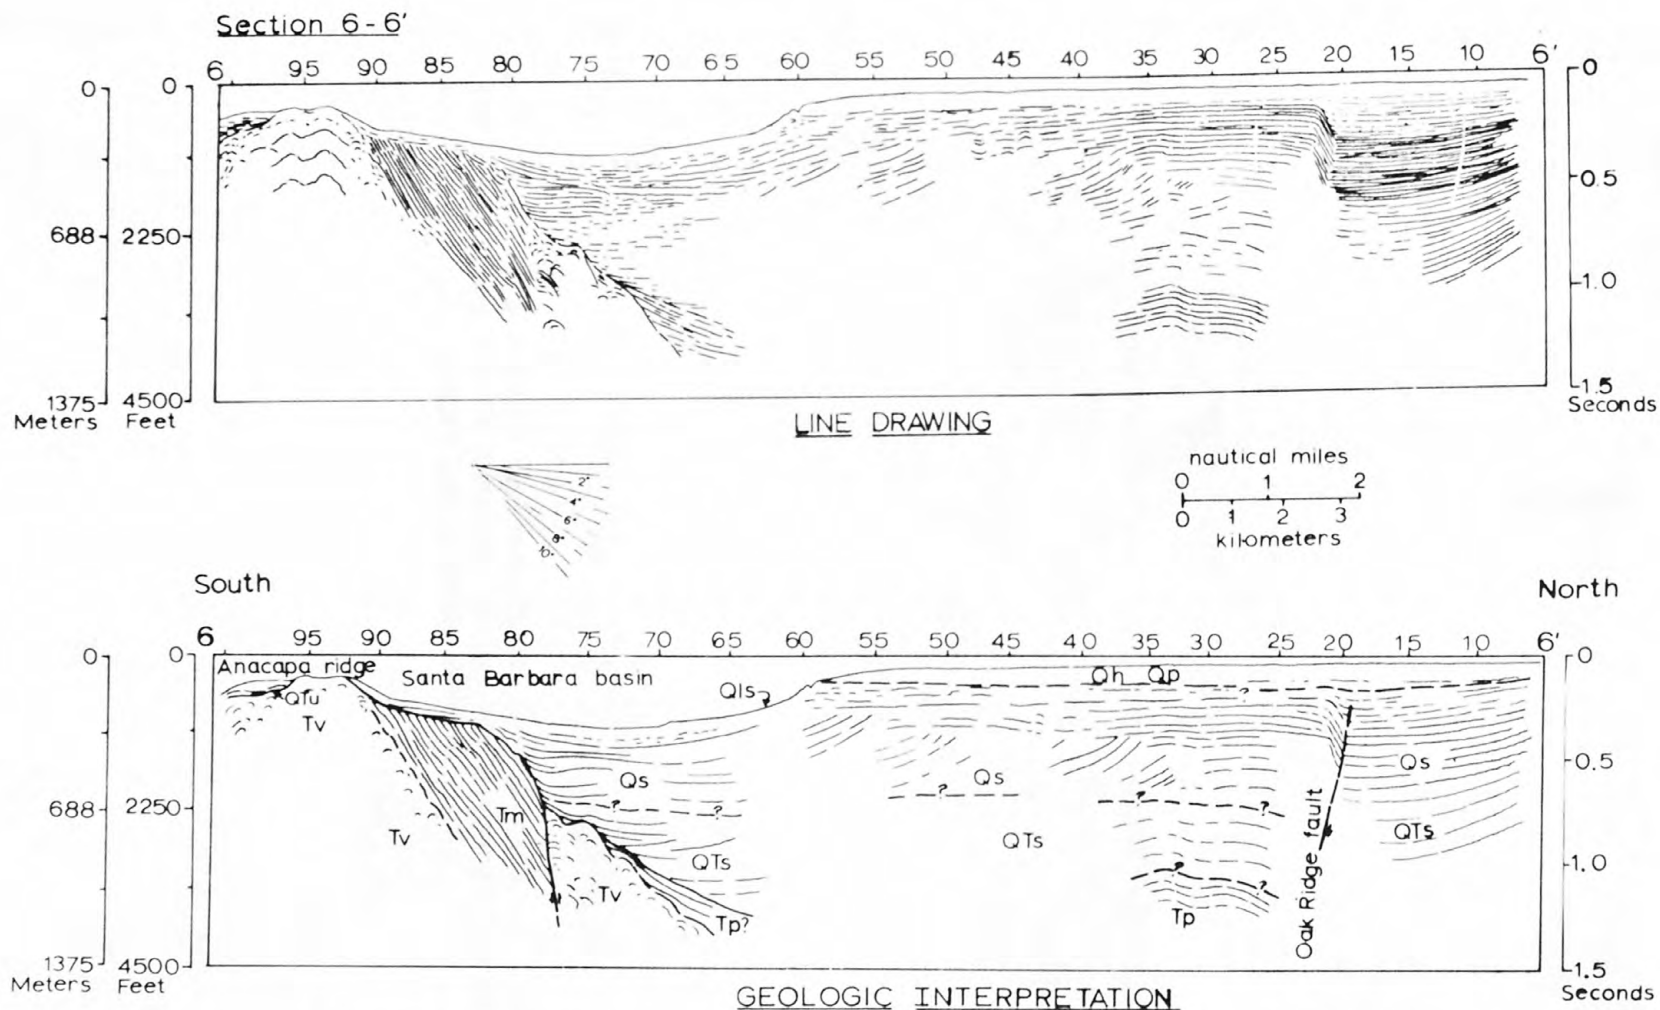 Section 6-6'
6 95 90 85 80 75 70 65 60 55 50 45 40 35 30 25 20 15 10 6'
0 0 0
0.5
688 2250
1.0
1375 4500 1.5
Meters Feet Seconds
LINE DRAWING
2°
4°
6°
8°
10°
nautical miles
0 1 2
0 1 2 3
kilometers
South North
6 95 90 85 80 75 70 65 60 55 50 45 40 35 30 25 20 15 10 6'
0 0 0
Anacapa ridge
Santa Barbara basin
Qls
Qh Qp
QTu
Tv
0.5
Qs Qs Qs
? ? ? ? ?
688 2250
Tv Tm QTs QTs QTs
Oak Ridge fault
1.0
Tv Tp? ? ? Tp
1375 4500 1.5
Meters Feet Seconds
GEOLOGIC INTERPRETATION